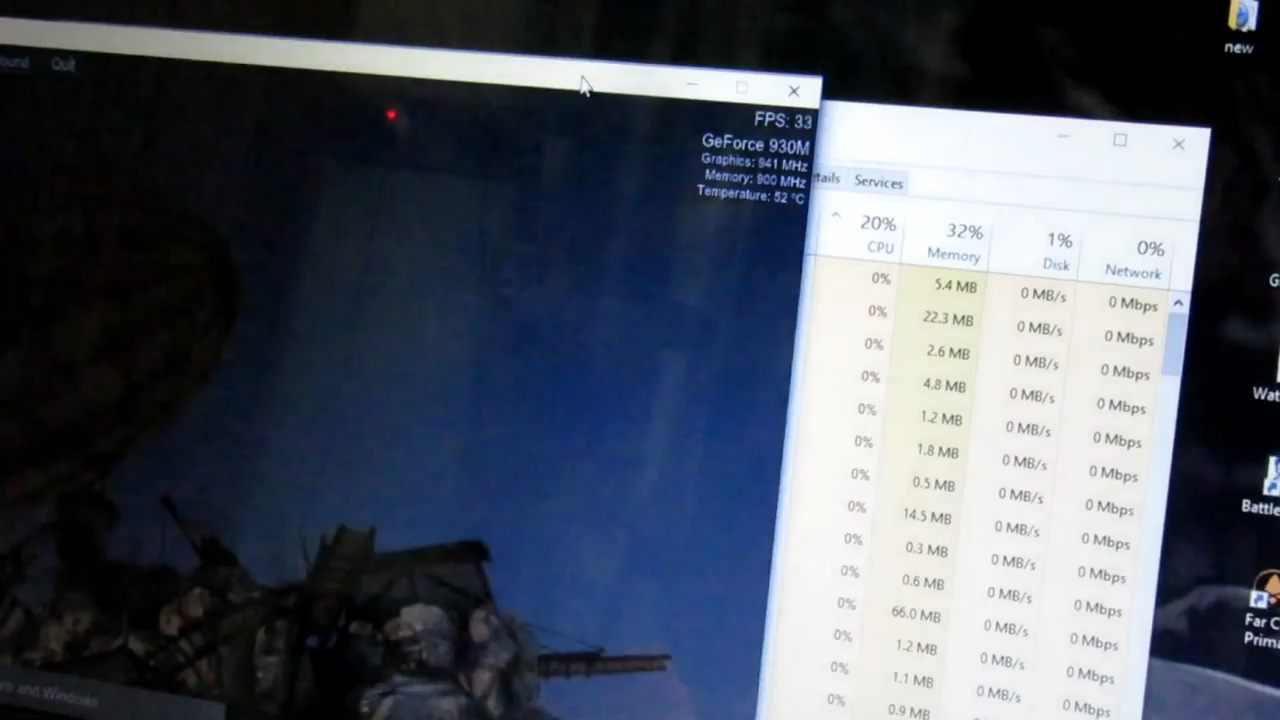 new
Quit
FPS: 33
GeForce 930M
Graphics: 941 MHz
Memory: 900 MHz
Temperature: 52 °C
Services
20% 32% 1% 0%
CPU Memory Disk Network
0% 5.4 MB 0 MB/s 0 Mbps
0% 22.3 MB 0 MB/s 0 Mbps
0% 2.6 MB 0 MB/s 0 Mbps
0% 4.8 MB 0 MB/s 0 Mbps
0% 1.2 MB 0 MB/s 0 Mbps
0% 1.8 MB 0 MB/s 0 Mbps
0% 0.5 MB 0 MB/s 0 Mbps
0% 14.5 MB 0 MB/s 0 Mbps
0% 0.3 MB 0 MB/s 0 Mbps
0% 0.6 MB 0 MB/s 0 Mbps
0% 66.0 MB 0 MB/s 0 Mbps
0% 1.2 MB 0 MB/s 0 Mbps
0% 1.1 MB 0 MB/s 0 Mbps
0% 0.9 MB
Wat
Battle
Far C
Prim
and Windows